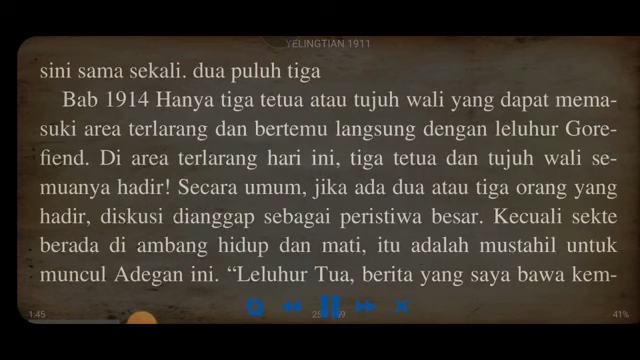 YELINGTIAN 1911
sini sama sekali. dua puluh tiga
Bab 1914 Hanya tiga tetua atau tujuh wali yang dapat mema-
suki area terlarang dan bertemu langsung dengan leluhur Gore-
fiend. Di area terlarang hari ini, tiga tetua dan tujuh wali se-
muanya hadir! Secara umum, jika ada dua atau tiga orang yang
hadir, diskusi dianggap sebagai peristiwa besar. Kecuali sekte
berada di ambang hidup dan mati, itu adalah mustahil untuk
muncul Adegan ini. “Leluhur Tua, berita yang saya bawa kem-
1:45
41%